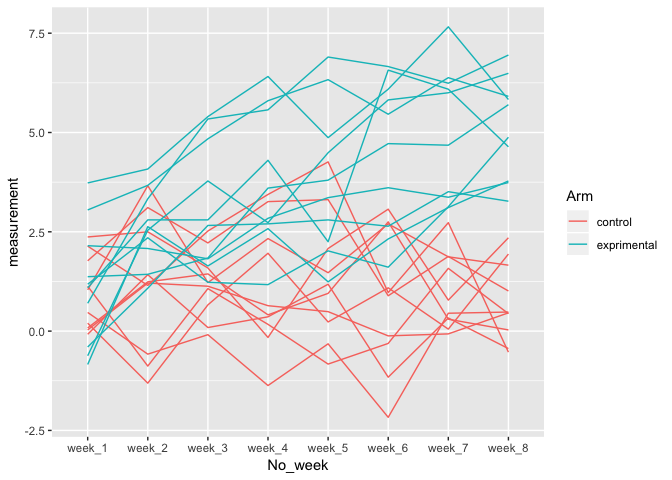 7.5
5.0
2.5
0.0
-2.5
measurement
week_1 week_2 week_3 week_4 week_5 week_6 week_7 week_8
No_week
Arm
control
exprimental